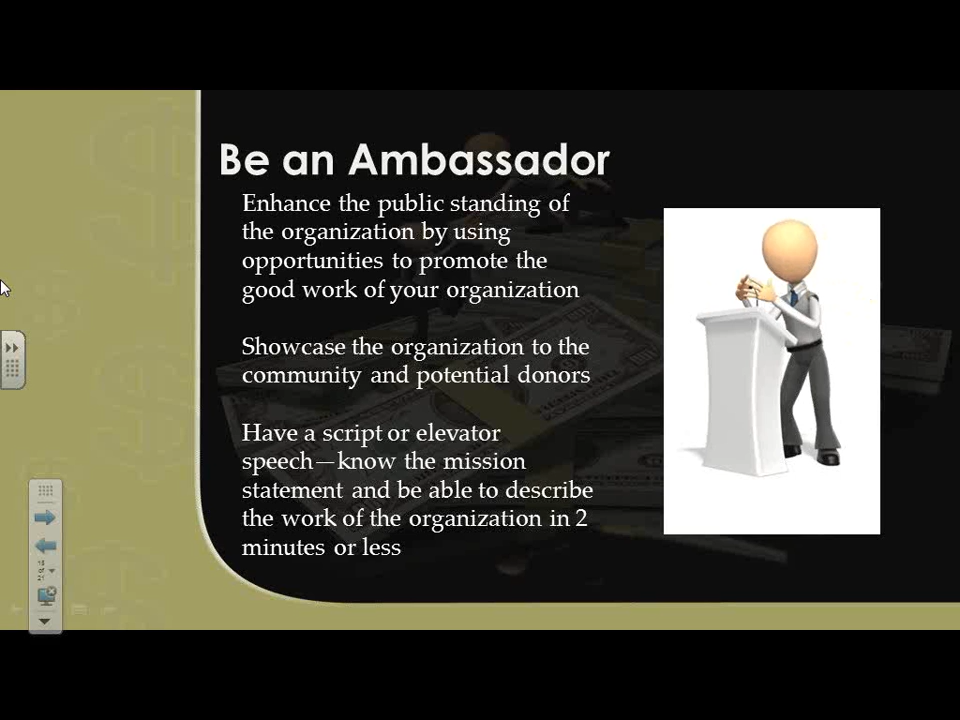 Be an Ambassador
Enhance the public standing of
the organization by using
opportunities to promote the
good work of your organization
Showcase the organization to the
community and potential donors
Have a script or elevator
speech—know the mission
statement and be able to describe
the work of the organization in 2
minutes or less